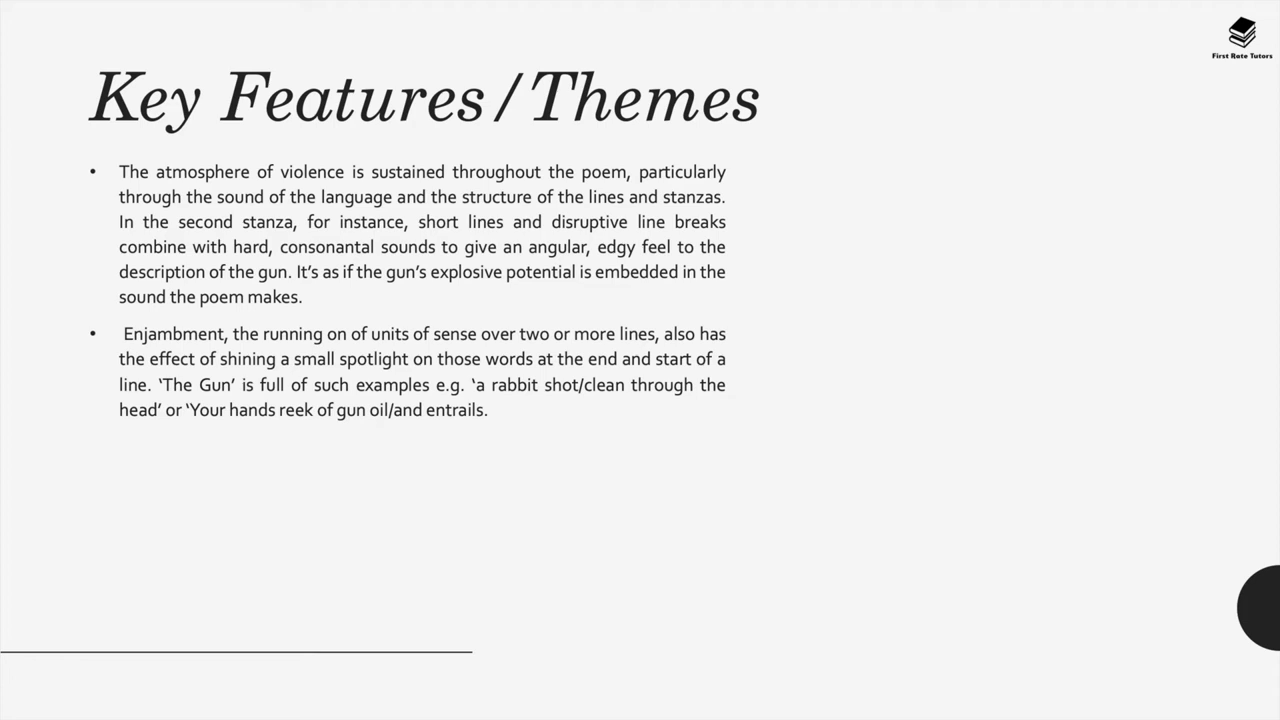 First Rate Tutors
Key Features/Themes
• The atmosphere of violence is sustained throughout the poem, particularly
through the sound of the language and the structure of the lines and stanzas.
In the second stanza, for instance, short lines and disruptive line breaks
combine with hard, consonantal sounds to give an angular, edgy feel to the
description of the gun. It’s as if the gun’s explosive potential is embedded in the
sound the poem makes.
• Enjambment, the running on of units of sense over two or more lines, also has
the effect of shining a small spotlight on those words at the end and start of a
line. ‘The Gun’ is full of such examples e.g. ‘a rabbit shot/clean through the
head’ or ‘Your hands reek of gun oil/and entrails.